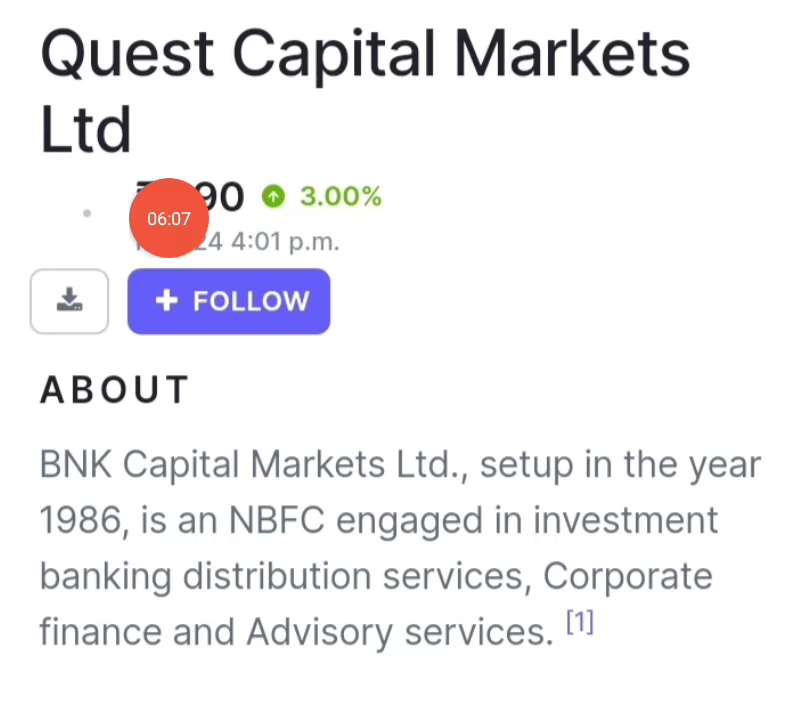 Quest Capital Markets
Ltd
90 3.00%
06:07
24 4:01 p.m.
+ FOLLOW
ABOUT
BNK Capital Markets Ltd., setup in the year
1986, is an NBFC engaged in investment
banking distribution services, Corporate
finance and Advisory services. [1]